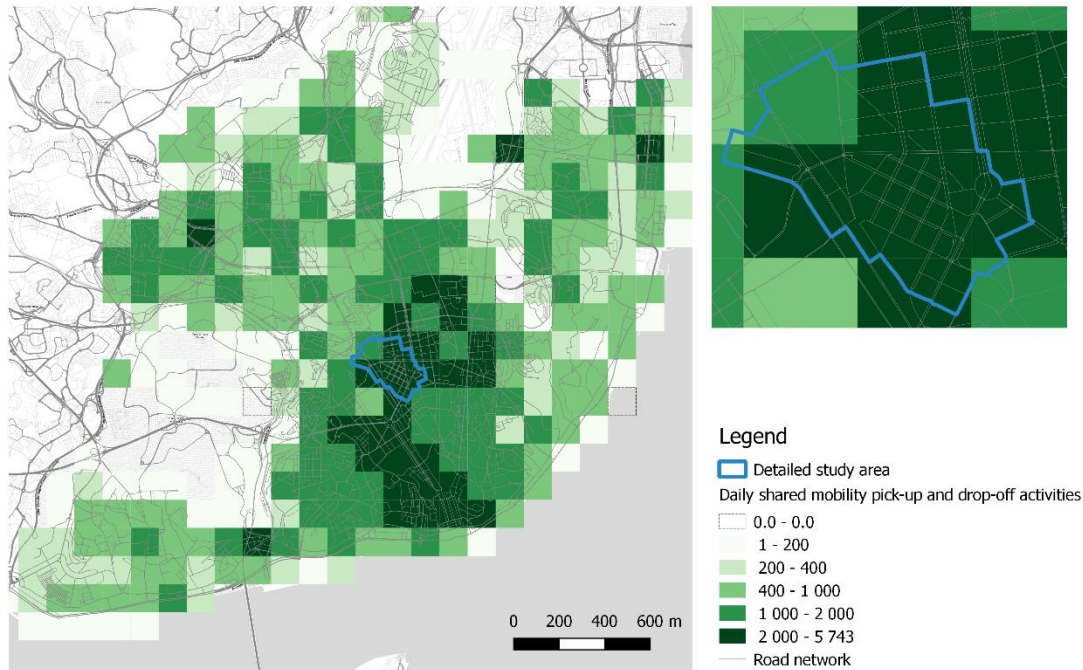 0 200 400 600 m
Legend
Detailed study area
Daily shared mobility pick-up and drop-off activities
0.0 - 0.0
1 - 200
200 - 400
400 - 1 000
1 000 - 2 000
2 000 - 5 743
Road network